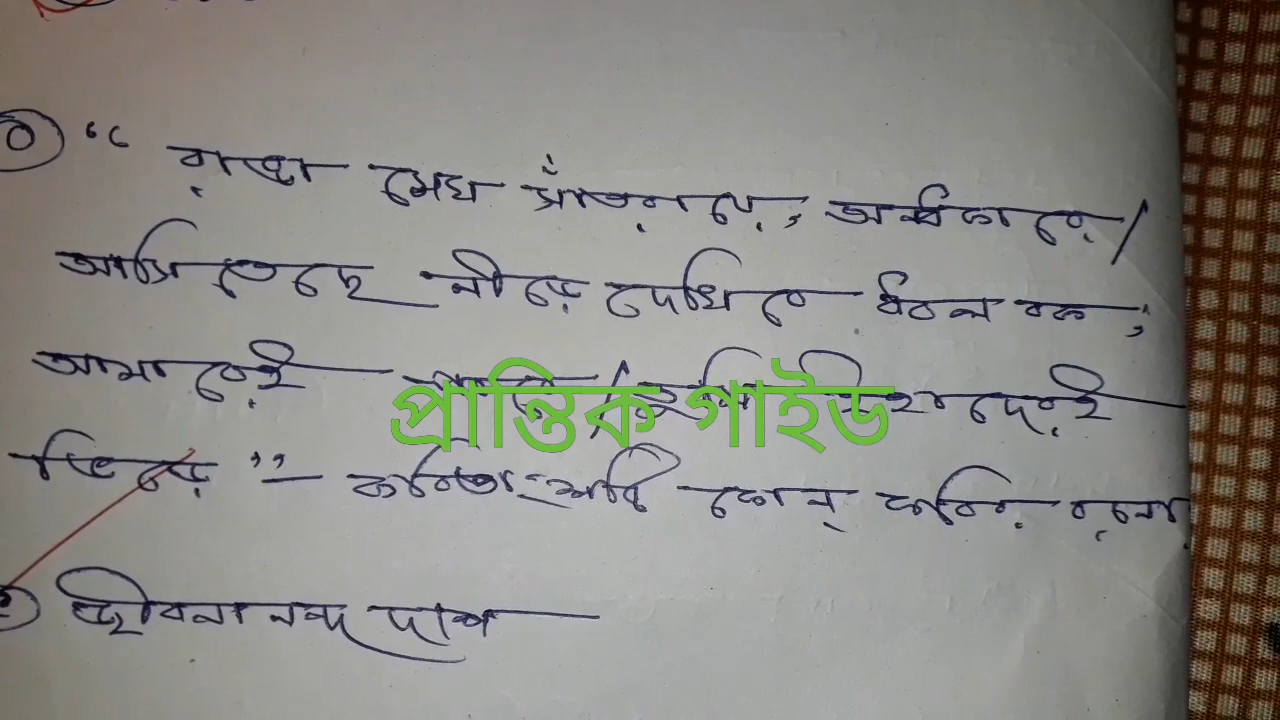 “ রাঙা মেঘ সাঁতরায়ে, অন্ধকারে/
আসিতেছে নীড়ে দেখিবে ধবল বক;
আমারেই
প্রান্তিক গাইড
ভিড়ে ” — কবিতাংশটি কোন্ কবির রচনা
জীবনানন্দ দাশ